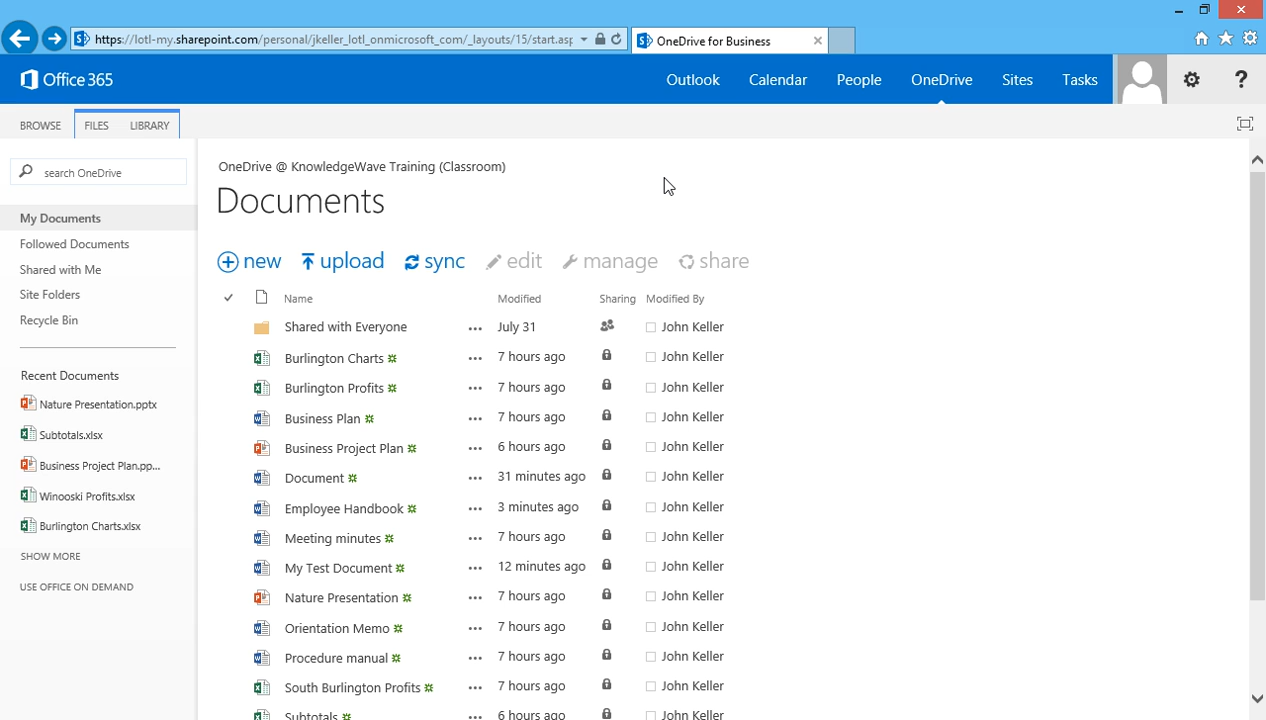 https://lotl-my.sharepoint.com/personal/jkeller_lotl_onmicrosoft_com/_layouts/15/start.asp
OneDrive for Business
Office 365
Outlook Calendar People OneDrive Sites Tasks ?
BROWSE FILES LIBRARY
search OneDrive
My Documents
Followed Documents
Shared with Me
Site Folders
Recycle Bin
Recent Documents
Nature Presentation.pptx
Subtotals.xlsx
Business Project Plan.pp...
Winooski Profits.xlsx
Burlington Charts.xlsx
SHOW MORE
USE OFFICE ON DEMAND
OneDrive @ KnowledgeWave Training (Classroom)
Documents
new upload sync edit manage share
Name Modified Sharing Modified By
Shared with Everyone ... July 31 John Keller
Burlington Charts ... 7 hours ago John Keller
Burlington Profits ... 7 hours ago John Keller
Business Plan ... 7 hours ago John Keller
Business Project Plan ... 6 hours ago John Keller
Document ... 31 minutes ago John Keller
Employee Handbook ... 3 minutes ago John Keller
Meeting minutes ... 7 hours ago John Keller
My Test Document ... 12 minutes ago John Keller
Nature Presentation ... 7 hours ago John Keller
Orientation Memo ... 7 hours ago John Keller
Procedure manual ... 7 hours ago John Keller
South Burlington Profits ... 7 hours ago John Keller
Subtotals ... 6 hours ago John Keller